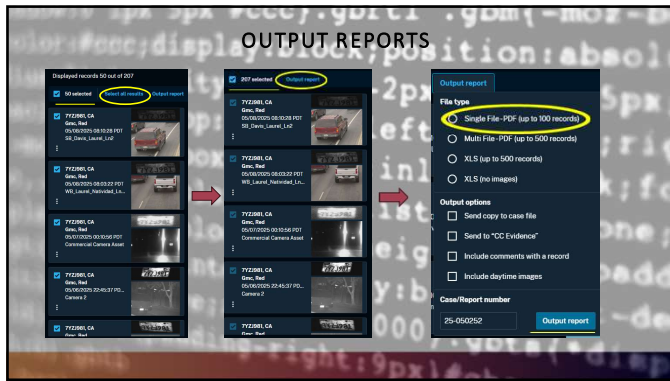 OUTPUT REPORTS
Displayed records 50 out of 207
50 selected Select all results Output report
7YZJ981, CA
Gmc, Red
05/08/2025 08:10:28 PDT
SB_Davis_Laurel_Ln2
7YZJ981, CA
Gmc, Red
05/08/2025 08:03:22 PDT
WB_Laurel_Natividad_Ln...
7YZJ981, CA
Gmc, Red
05/07/2025 00:10:56 PDT
Commercial Camera Asset
7YZJ981, CA
Gmc, Red
05/06/2025 22:45:37 PD...
Camera 2
7YZJ981, CA
Gmc, Red
207 selected Output report
7YZJ981, CA
Gmc, Red
05/08/2025 08:10:28 PDT
SB_Davis_Laurel_Ln2
7YZJ981, CA
Gmc, Red
05/08/2025 08:03:22 PDT
WB_Laurel_Natividad_Ln...
7YZJ981, CA
Gmc, Red
05/07/2025 00:10:56 PDT
Commercial Camera Asset
7YZJ981, CA
Gmc, Red
05/06/2025 22:45:37 PD...
Camera 2
7YZJ981, CA
Gmc, Red
Output report
File type
Single File-PDF (up to 100 records)
Multi File-PDF (up to 500 records)
XLS (up to 500 records)
XLS (no images)
Output options
Send copy to case file
Send to "CC Evidence"
Include comments with a record
Include daytime images
Case/Report number
25-050252 Output report